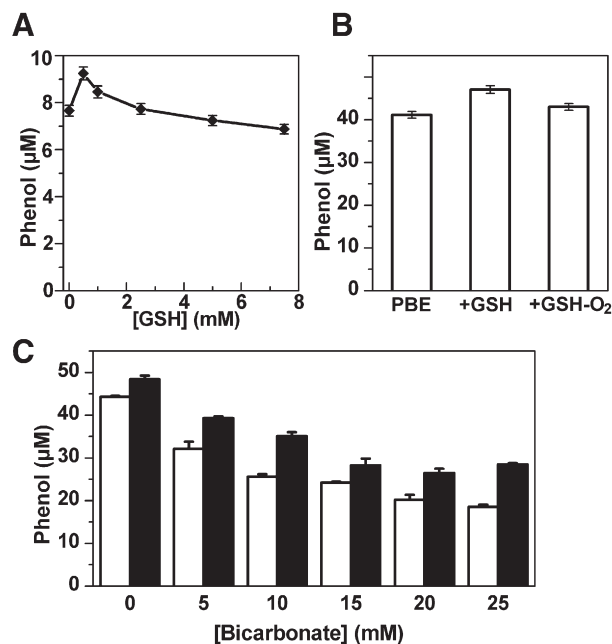 A
10
8
6
4
2
0
Phenol (µM)
0 2 4 6 8
[GSH] (mM)
B
40
30
20
10
0
Phenol (µM)
PBE +GSH +GSH-O₂
C
50
40
30
20
10
0
Phenol (µM)
0 5 10 15 20 25
[Bicarbonate] (mM)